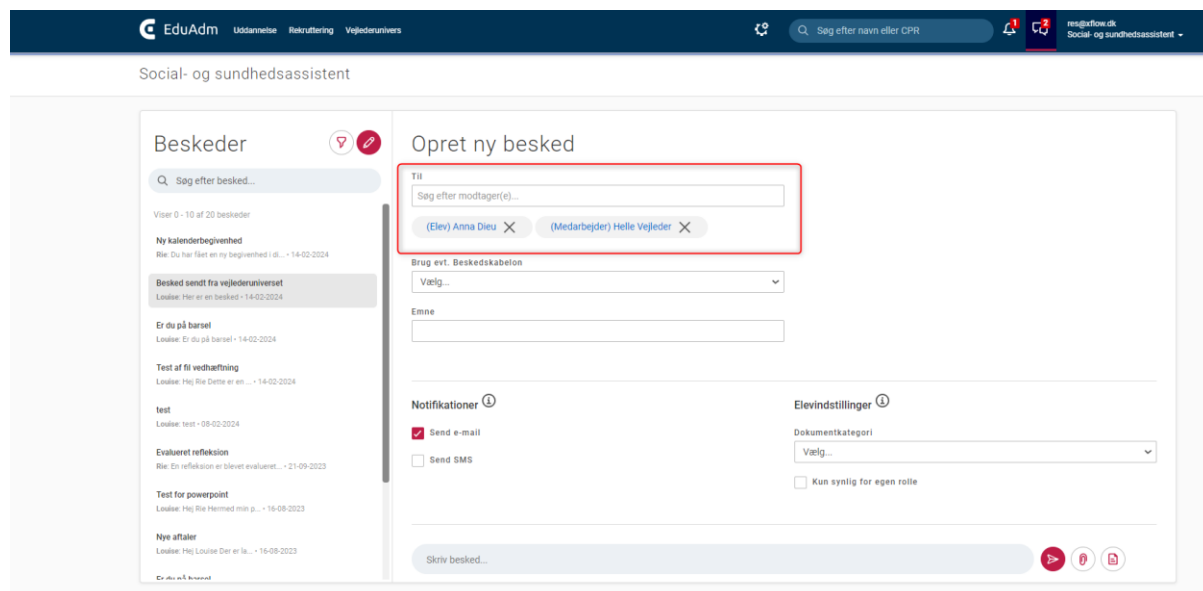 EduAdm Uddannelse Rekruttering Vejlederunivers
Søg efter navn eller CPR
1
2
res@xflow.dk
Social- og sundhedsassistent
Social- og sundhedsassistent
Beskeder
Søg efter besked...
Viser 0 - 10 af 20 beskeder
Ny kalenderbegivenhed
Rie: Du har fået en ny begivenhed i di... • 14-02-2024
Besked sendt fra vejlederuniverset
Louise: Her er en besked • 14-02-2024
Er du på barsel
Louise: Er du på barsel • 14-02-2024
Test af fil vedhæftning
Louise: Hej Rie Dette er en... • 14-02-2024
test
Louise: test • 08-02-2024
Evalueret refleksion
Rie: En refleksion er blevet evalueret... • 21-09-2023
Test for powerpoint
Louise: Hej Rie Hermed min p... • 16-08-2023
Nye aftaler
Louise: Hej Louise Der er la... • 16-08-2023
Er du på barsel
Opret ny besked
Til
Søg efter modtager(e)...
(Elev) Anna Dieu (Medarbejder) Helle Vejleder
Brug evt. Beskedskabelon
Vælg...
Emne
Notifikationer
Send e-mail
Send SMS
Elevindstillinger
Dokumentkategori
Vælg...
Kun synlig for egen rolle
Skriv besked...